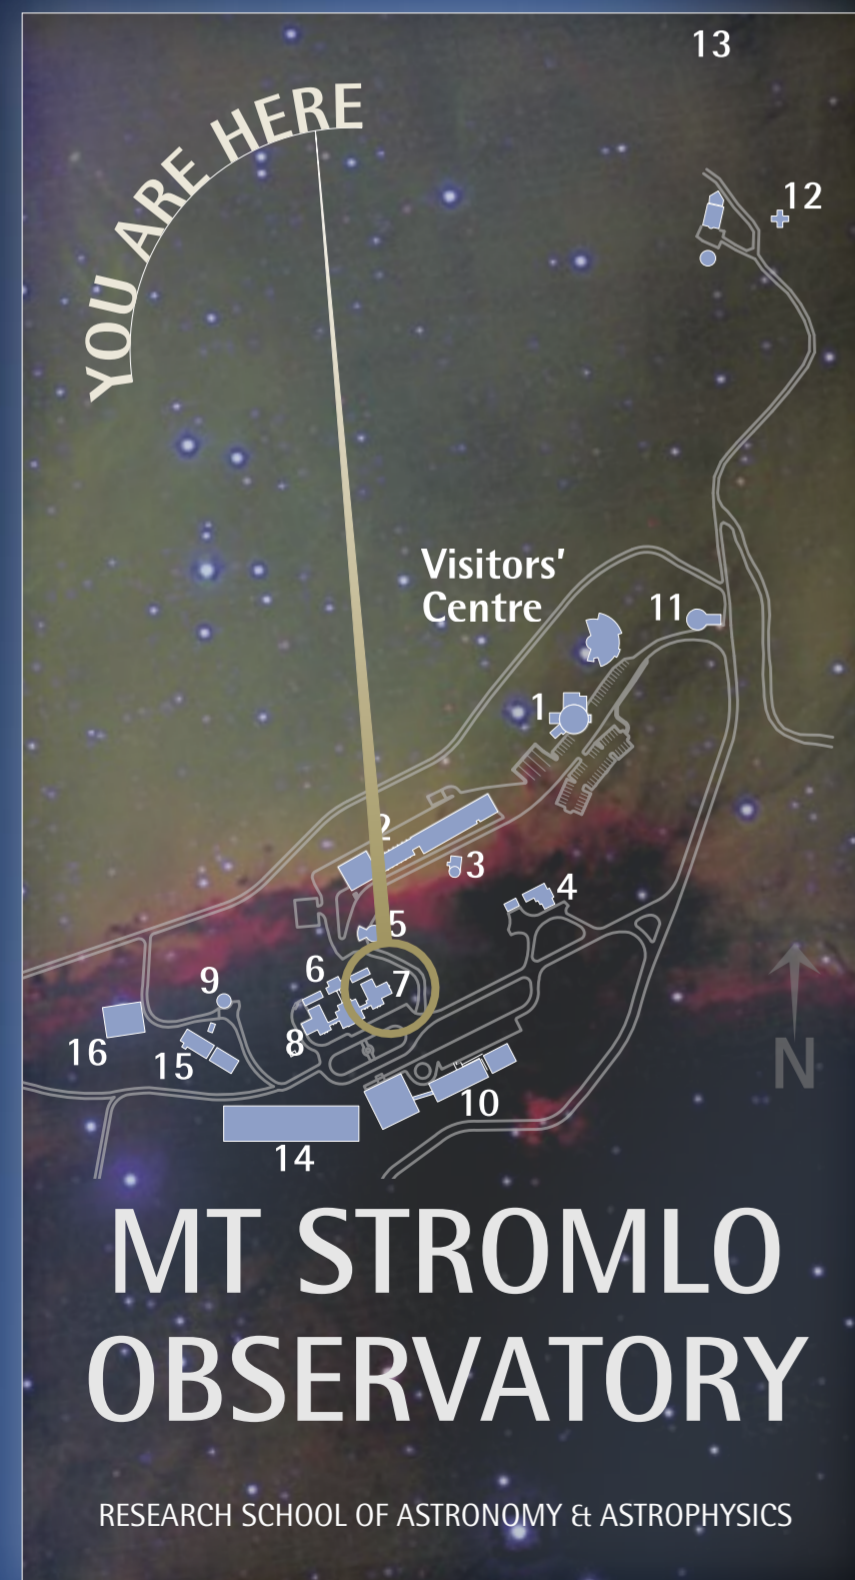 13
YOU ARE HERE
12
Visitors'
Centre
11
1
2
3
4
5
6
7
9
8
16
15
10
14
N
MT STROMLO
OBSERVATORY
RESEARCH SCHOOL OF ASTRONOMY & ASTROPHYSICS